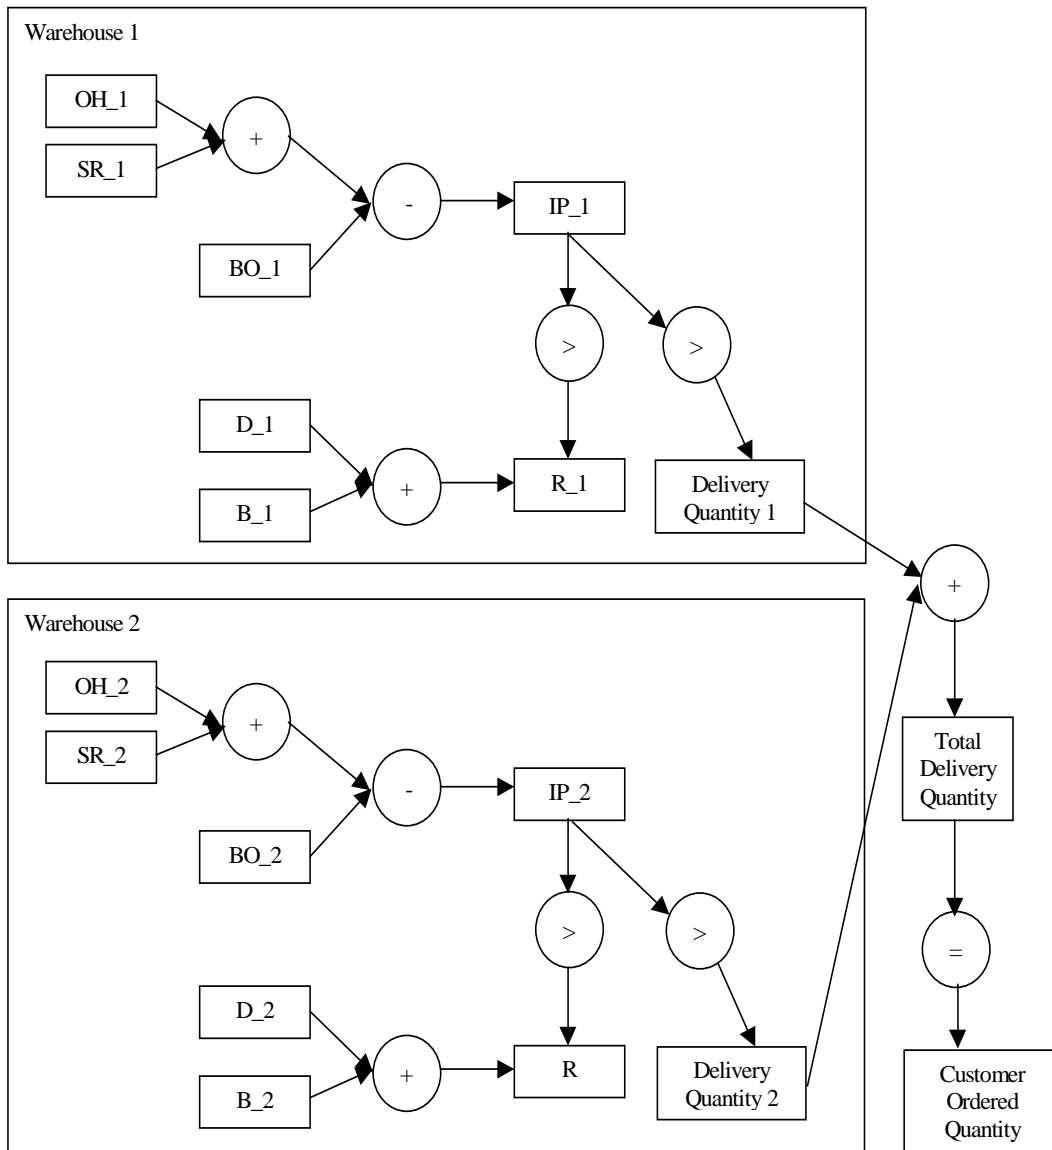 Warehouse 1
OH_1
+
SR_1
-
IP_1
BO_1
>
>
D_1
+
B_1
R_1
Delivery
Quantity 1
+
Warehouse 2
OH_2
+
SR_2
-
IP_2
BO_2
>
>
D_2
+
B_2
R
Delivery
Quantity 2
Total
Delivery
Quantity
=
Customer
Ordered
Quantity